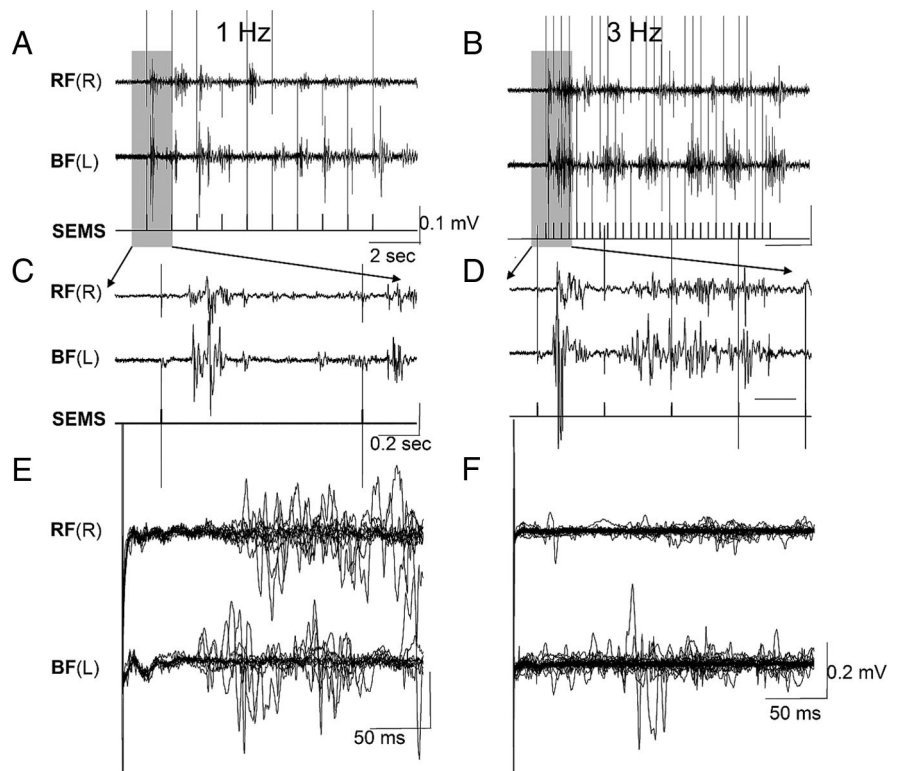 A
1 Hz
B
3 Hz
RF(R)
BF(L)
SEMS
0.1 mV
2 sec
C
D
RF(R)
BF(L)
SEMS
0.2 sec
E
F
RF(R)
BF(L)
0.2 mV
50 ms
50 ms